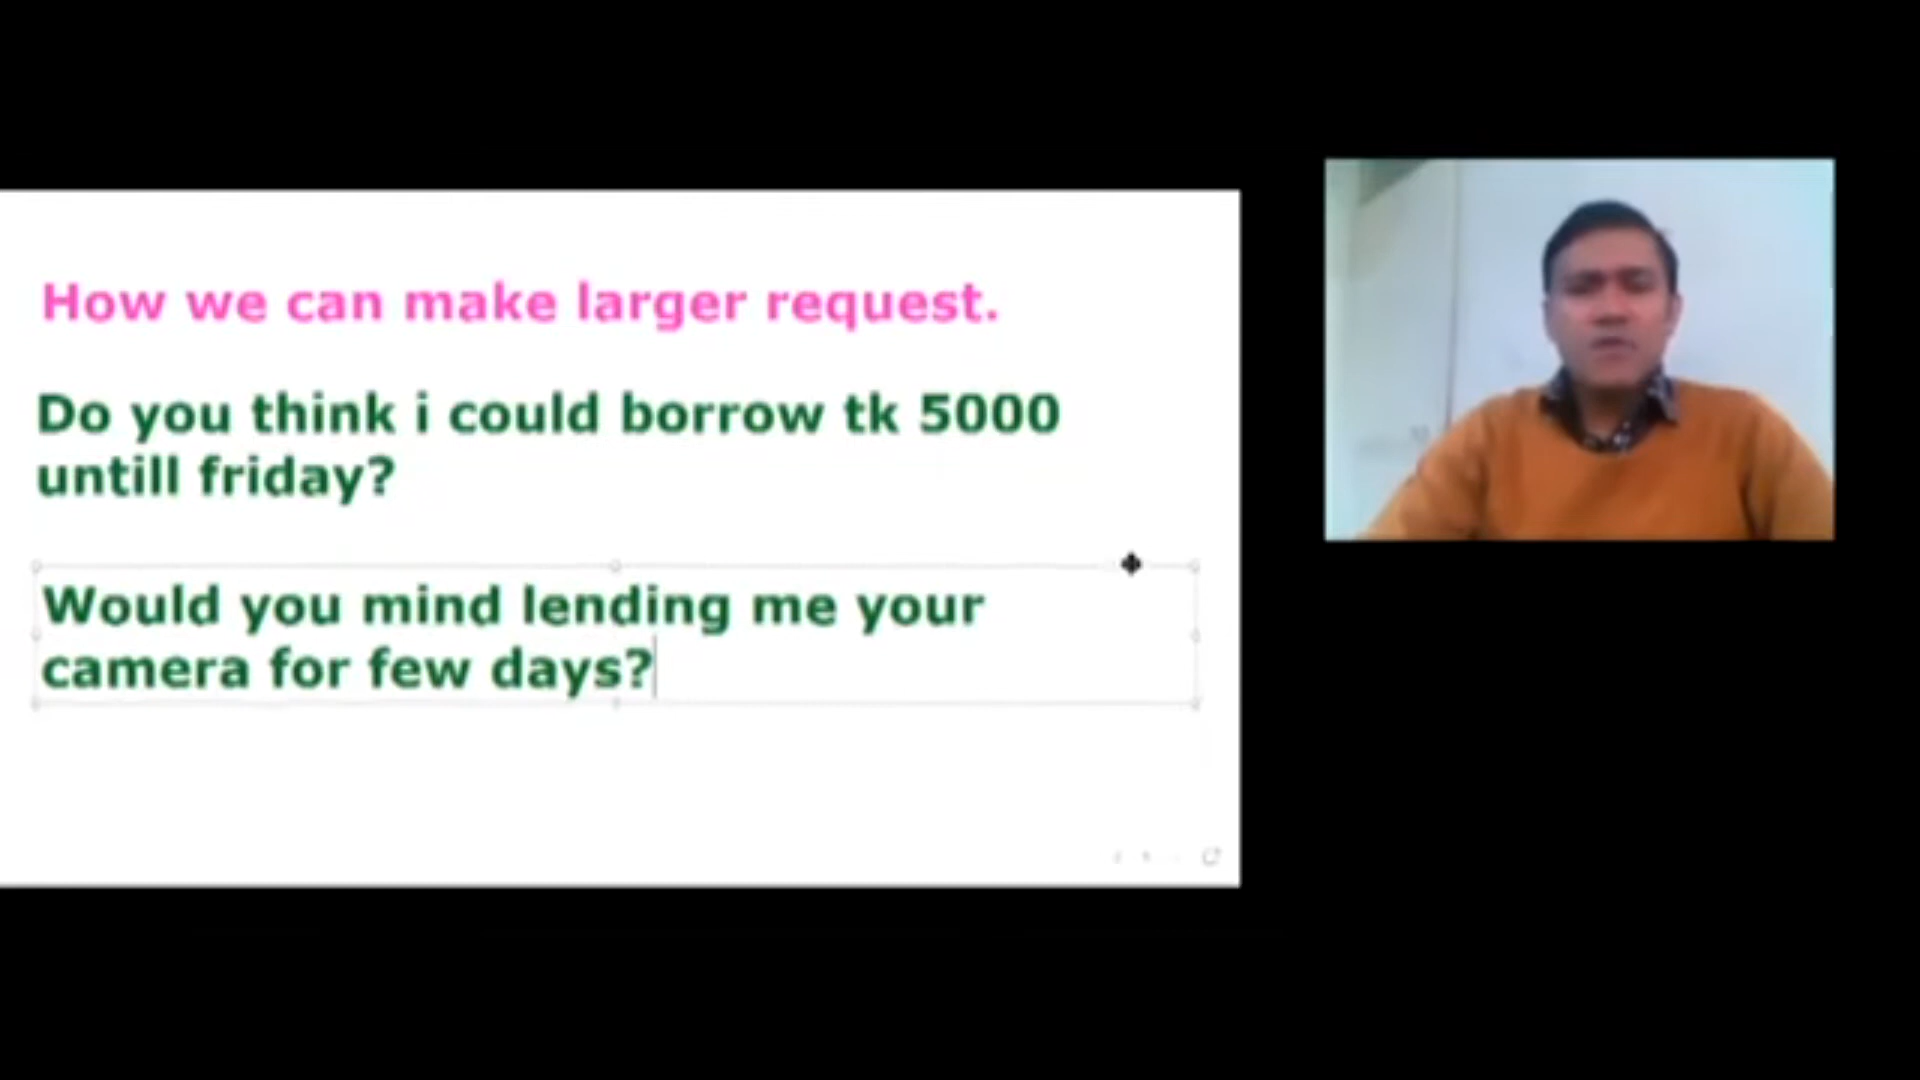 How we can make larger request.
Do you think i could borrow tk 5000
untill friday?
Would you mind lending me your
camera for few days?